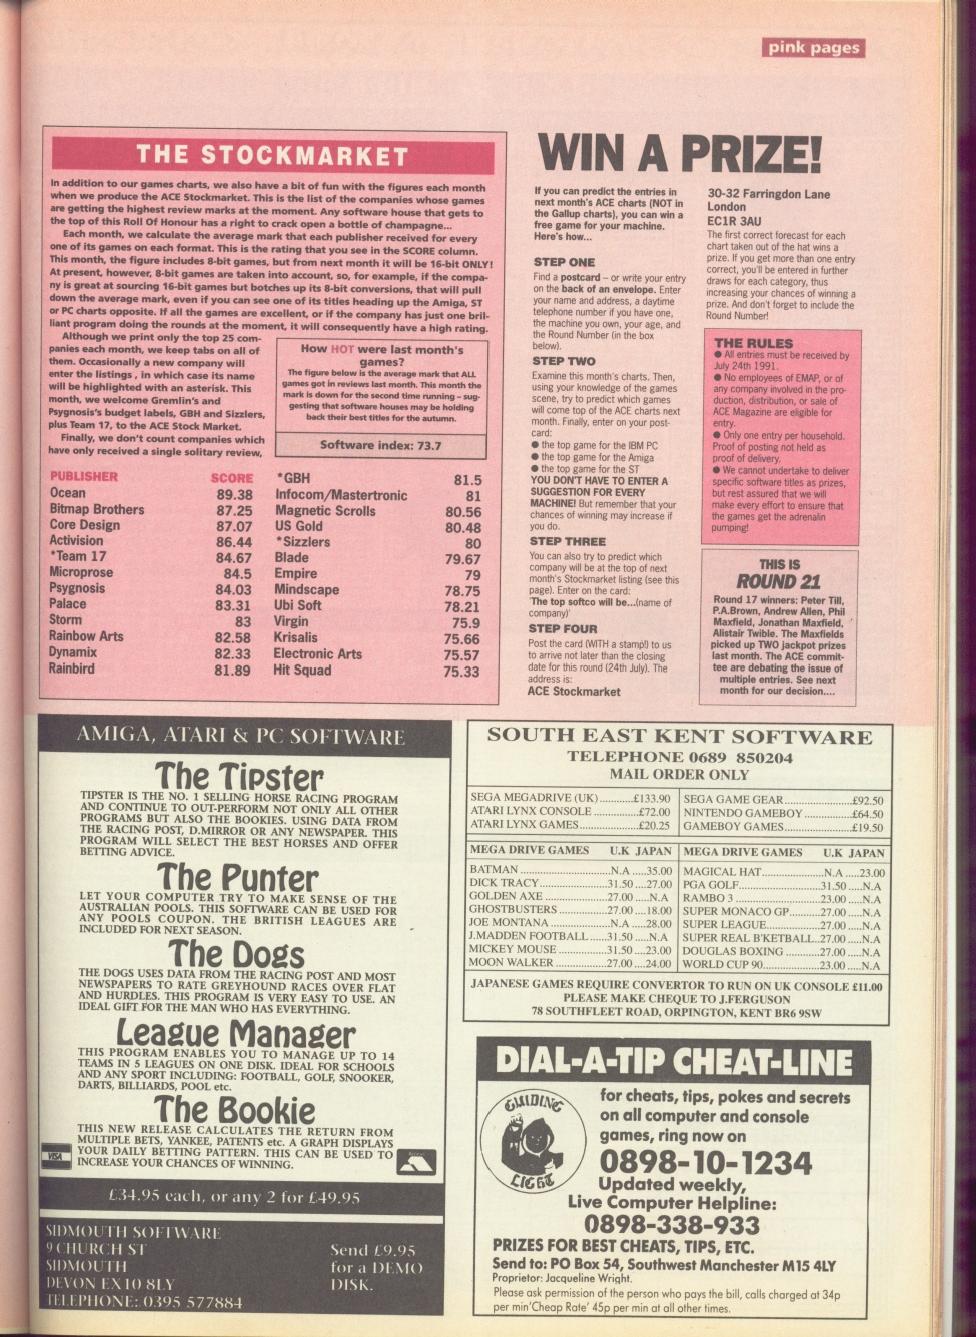 pink pages
THE STOCKMARKET
In addition to our games charts, we also have a bit of fun with the figures each month
when we produce the ACE Stockmarket. This is the list of the companies whose games
are getting the highest review marks at the moment. Any software house that gets to
the top of this Roll Of Honour has a right to crack open a bottle of champagne...
Each month, we calculate the average mark that each publisher received for every
one of its games on each format. This is the rating that you see in the SCORE column.
This month, the figure includes 8-bit games, but from next month it will be 16-bit ONLY!
At present, however, 8-bit games are taken into account, so, for example, if the compa-
ny is great at sourcing 16-bit games but botches up its 8-bit conversions, that will pull
down the average mark, even if you can see one of its titles heading up the Amiga, ST
or PC charts opposite. If all the games are excellent, or if the company has just one bril-
liant program doing the rounds at the moment, it will consequently have a high rating.
Although we print only the top 25 com-
panies each month, we keep tabs on all of
them. Occasionally a new company will
enter the listings , in which case its name
will be highlighted with an asterisk. This
month, we welcome Gremlin's and
Psygnosis's budget labels, GBH and Sizzlers,
plus Team 17, to the ACE Stock Market.
Finally, we don't count companies which
have only received a single solitary review,
How HOT were last month's
games?
The figure below is the average mark that ALL
games got in reviews last month. This month the
mark is down for the second time running – sug-
gesting that software houses may be holding
back their best titles for the autumn.
Software index: 73.7
PUBLISHER SCORE
Ocean 89.38
Bitmap Brothers 87.25
Core Design 87.07
Activision 86.44
*Team 17 84.67
Microprose 84.5
Psygnosis 84.03
Palace 83.31
Storm 83
Rainbow Arts 82.58
Dynamix 82.33
Rainbird 81.89
*GBH 81.5
Infocom/Mastertronic 81
Magnetic Scrolls 80.56
US Gold 80.48
*Sizzlers 80
Blade 79.67
Empire 79
Mindscape 78.75
Ubi Soft 78.21
Virgin 75.9
Krisalis 75.66
Electronic Arts 75.57
Hit Squad 75.33
WIN A PRIZE!
If you can predict the entries in
next month's ACE charts (NOT in
the Gallup charts), you can win a
free game for your machine.
Here's how...
STEP ONE
Find a postcard – or write your entry
on the back of an envelope. Enter
your name and address, a daytime
telephone number if you have one,
the machine you own, your age, and
the Round Number (in the box
below).
STEP TWO
Examine this month's charts. Then,
using your knowledge of the games
scene, try to predict which games
will come top of the ACE charts next
month. Finally, enter on your post-
card:
● the top game for the IBM PC
● the top game for the Amiga
● the top game for the ST
YOU DON'T HAVE TO ENTER A
SUGGESTION FOR EVERY
MACHINE! But remember that your
chances of winning may increase if
you do.
STEP THREE
You can also try to predict which
company will be at the top of next
month's Stockmarket listing (see this
page). Enter on the card:
'The top softco will be...(name of
company)'
STEP FOUR
Post the card (WITH a stamp!) to us
to arrive not later than the closing
date for this round (24th July). The
address is:
ACE Stockmarket
30-32 Farringdon Lane
London
EC1R 3AU
The first correct forecast for each
chart taken out of the hat wins a
prize. If you get more than one entry
correct, you'll be entered in further
draws for each category, thus
increasing your chances of winning a
prize. And don't forget to include the
Round Number!
THE RULES
● All entries must be received by
July 24th 1991.
● No employees of EMAP, or of
any company involved in the pro-
duction, distribution, or sale of
ACE Magazine are eligible for
entry.
● Only one entry per household.
Proof of posting not held as
proof of delivery.
● We cannot undertake to deliver
specific software titles as prizes,
but rest assured that we will
make every effort to ensure that
the games get the adrenalin
pumping!
THIS IS
ROUND 21
Round 17 winners: Peter Till,
P.A.Brown, Andrew Allen, Phil
Maxfield, Jonathan Maxfield,
Alistair Twible. The Maxfields
picked up TWO jackpot prizes
last month. The ACE commit-
tee are debating the issue of
multiple entries. See next
month for our decision....
AMIGA, ATARI & PC SOFTWARE
The Tipster
TIPSTER IS THE NO. 1 SELLING HORSE RACING PROGRAM
AND CONTINUE TO OUT-PERFORM NOT ONLY ALL OTHER
PROGRAMS BUT ALSO THE BOOKIES. USING DATA FROM
THE RACING POST, D.MIRROR OR ANY NEWSPAPER. THIS
PROGRAM WILL SELECT THE BEST HORSES AND OFFER
BETTING ADVICE.
The Punter
LET YOUR COMPUTER TRY TO MAKE SENSE OF THE
AUSTRALIAN POOLS. THIS SOFTWARE CAN BE USED FOR
ANY POOLS COUPON. THE BRITISH LEAGUES ARE
INCLUDED FOR NEXT SEASON.
The Dogs
THE DOGS USES DATA FROM THE RACING POST AND MOST
NEWSPAPERS TO RATE GREYHOUND RACES OVER FLAT
AND HURDLES. THIS PROGRAM IS VERY EASY TO USE. AN
IDEAL GIFT FOR THE MAN WHO HAS EVERYTHING.
League Manager
THIS PROGRAM ENABLES YOU TO MANAGE UP TO 14
TEAMS IN 5 LEAGUES ON ONE DISK. IDEAL FOR SCHOOLS
AND ANY SPORT INCLUDING: FOOTBALL, GOLF, SNOOKER,
DARTS, BILLIARDS, POOL etc.
The Bookie
THIS NEW RELEASE CALCULATES THE RETURN FROM
MULTIPLE BETS, YANKEE, PATENTS etc. A GRAPH DISPLAYS
YOUR DAILY BETTING PATTERN. THIS CAN BE USED TO
INCREASE YOUR CHANCES OF WINNING.
VISA
£34.95 each, or any 2 for £49.95
SIDMOUTH SOFTWARE
9 CHURCH ST
SIDMOUTH
DEVON EX10 8LY
TELEPHONE: 0395 577884
Send £9.95
for a DEMO
DISK.
SOUTH EAST KENT SOFTWARE
TELEPHONE 0689 850204
MAIL ORDER ONLY
SEGA MEGADRIVE (UK)...........£133.90
ATARI LYNX CONSOLE ...........£72.00
ATARI LYNX GAMES.................£20.25
SEGA GAME GEAR....................£92.50
NINTENDO GAMEBOY ..............£64.50
GAMEBOY GAMES....................£19.50
MEGA DRIVE GAMES U.K JAPAN
BATMAN ..............................N.A .....35.00
DICK TRACY.......................31.50 ....27.00
GOLDEN AXE .....................27.00 .....N.A
GHOSTBUSTERS .................27.00 ....18.00
JOE MONTANA ....................N.A .....28.00
J.MADDEN FOOTBALL......31.50 .....N.A
MICKEY MOUSE.................31.50 ....23.00
MOON WALKER .................27.00 ....24.00
MEGA DRIVE GAMES U.K JAPAN
MAGICAL HAT.....................N.A .....23.00
PGA GOLF............................31.50 .....N.A
RAMBO 3 .............................23.00 .....N.A
SUPER MONACO GP...........27.00 .....N.A
SUPER LEAGUE...................27.00 .....N.A
SUPER REAL B'KETBALL..27.00 .....N.A
DOUGLAS BOXING .............27.00 .....N.A
WORLD CUP 90....................23.00 .....N.A
JAPANESE GAMES REQUIRE CONVERTOR TO RUN ON UK CONSOLE £11.00
PLEASE MAKE CHEQUE TO J.FERGUSON
78 SOUTHFLEET ROAD, ORPINGTON, KENT BR6 9SW
DIAL-A-TIP CHEAT-LINE
GUIDING
LIGHT
for cheats, tips, pokes and secrets
on all computer and console
games, ring now on
0898-10-1234
Updated weekly,
Live Computer Helpline:
0898-338-933
PRIZES FOR BEST CHEATS, TIPS, ETC.
Send to: PO Box 54, Southwest Manchester M15 4LY
Proprietor: Jacqueline Wright.
Please ask permission of the person who pays the bill, calls charged at 34p
per min'Cheap Rate' 45p per min at all other times.